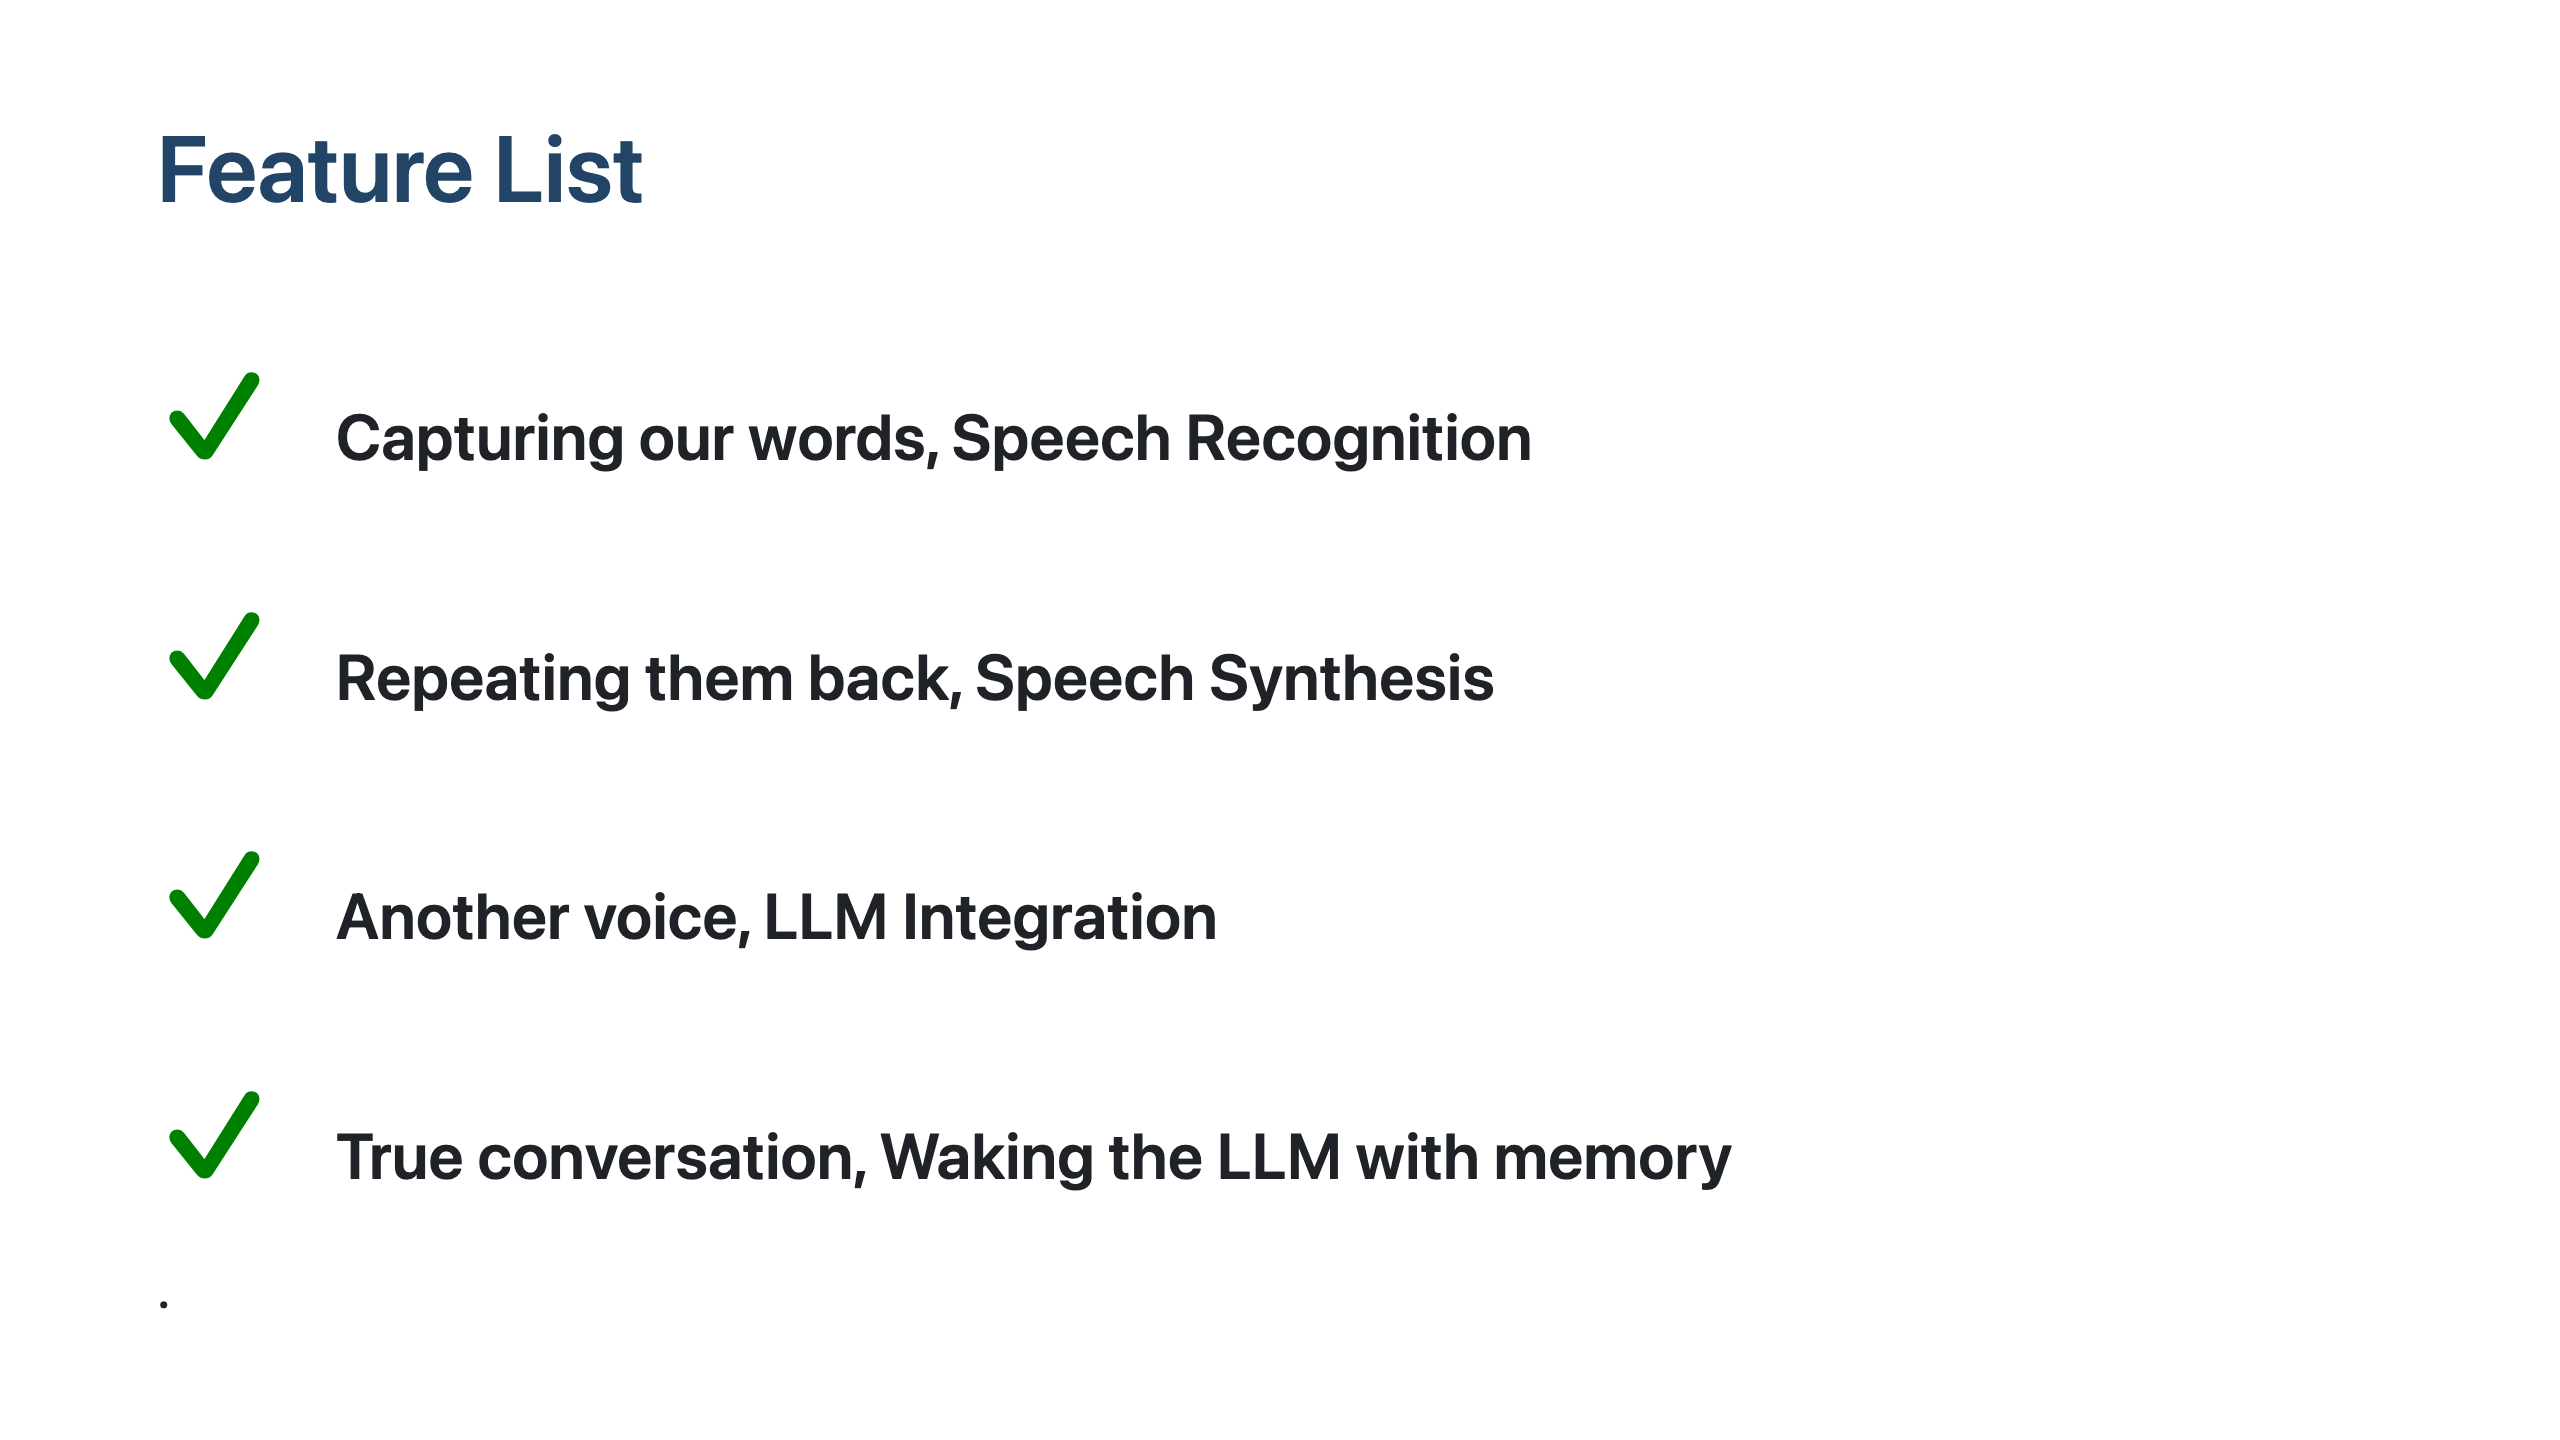 Feature List
✓ Capturing our words, Speech Recognition
✓ Repeating them back, Speech Synthesis
✓ Another voice, LLM Integration
✓ True conversation, Waking the LLM with memory
.